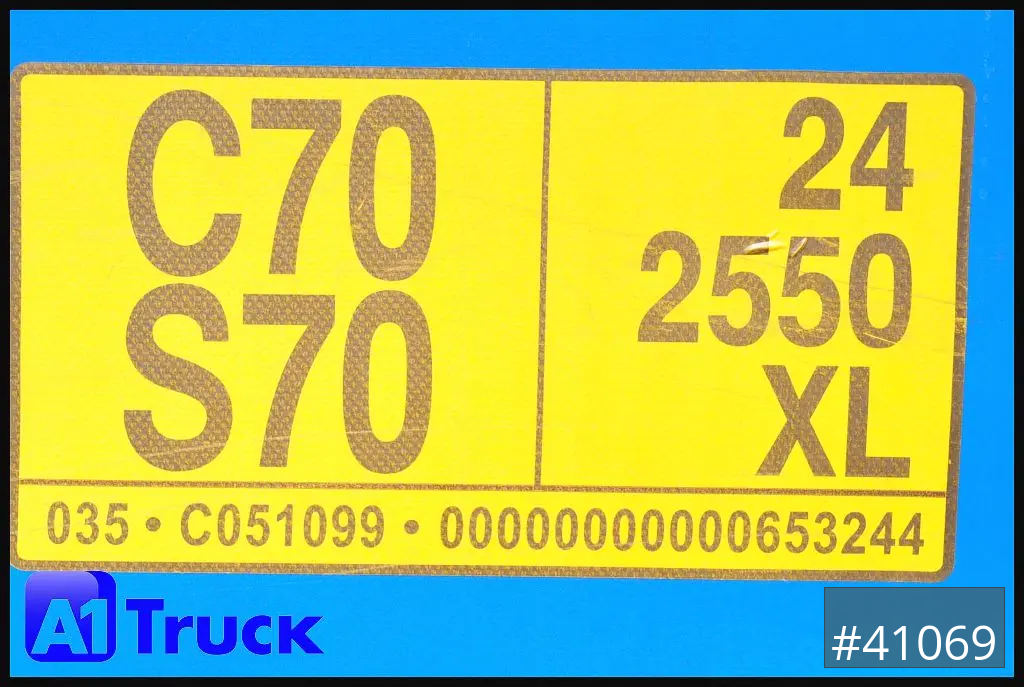 C70
S70
24
2550
XL
035 • C051099 • 00000000000653244
A1 Truck
#41069